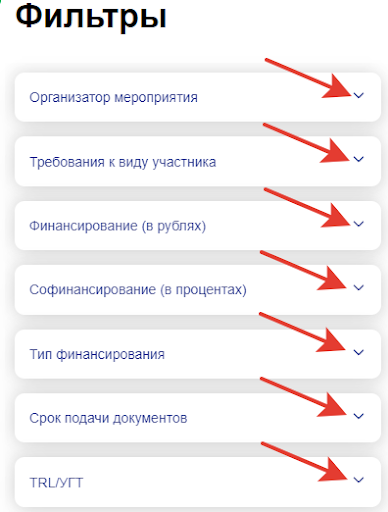 Фильтры
Организатор мероприятия
Требования к виду участника
Финансирование (в рублях)
Софинансирование (в процентах)
Тип финансирования
Срок подачи документов
TRL/УГТ